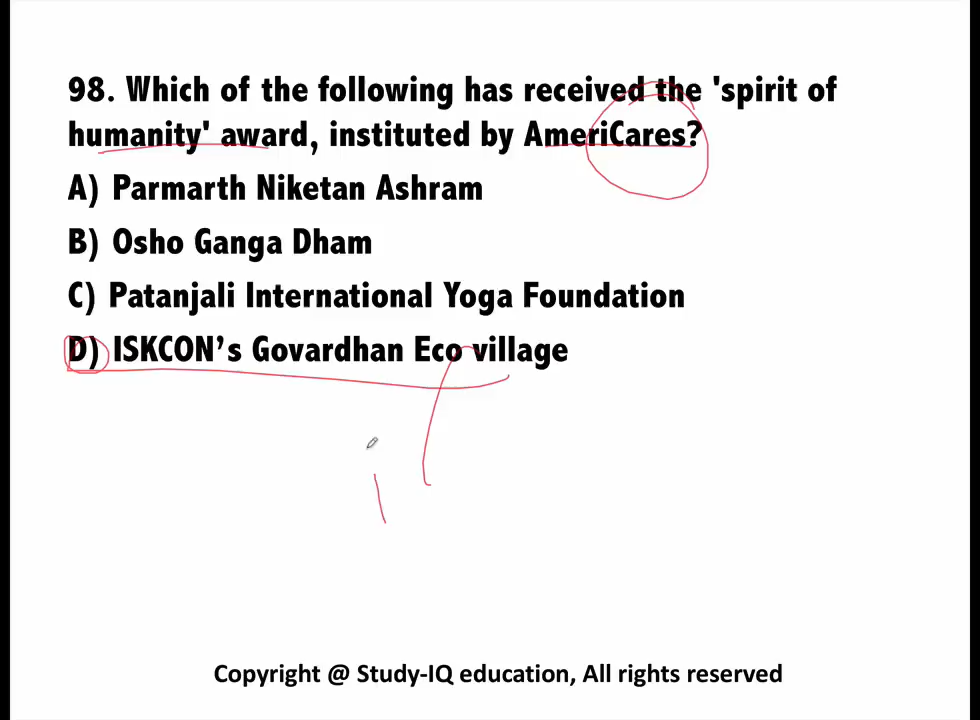 98. Which of the following has received the 'spirit of
humanity' award, instituted by AmeriCares?
A) Parmarth Niketan Ashram
B) Osho Ganga Dham
C) Patanjali International Yoga Foundation
D) ISKCON’s Govardhan Eco village
Copyright @ Study-IQ education, All rights reserved